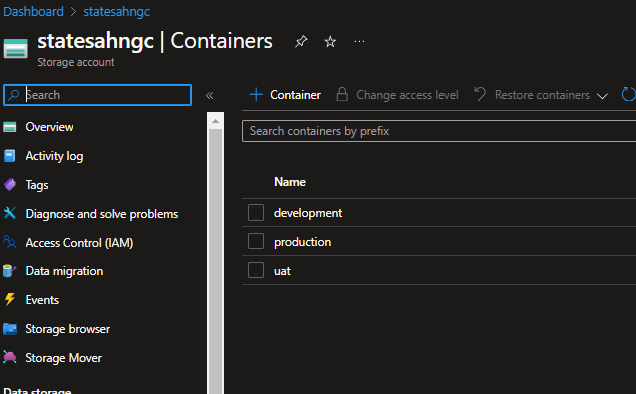 Dashboard > statesahngc
statesahngc | Containers
Storage account
Search
Overview
Activity log
Tags
Diagnose and solve problems
Access Control (IAM)
Data migration
Events
Storage browser
Storage Mover
Data storage
Container
Change access level
Restore containers
Search containers by prefix
Name
development
production
uat